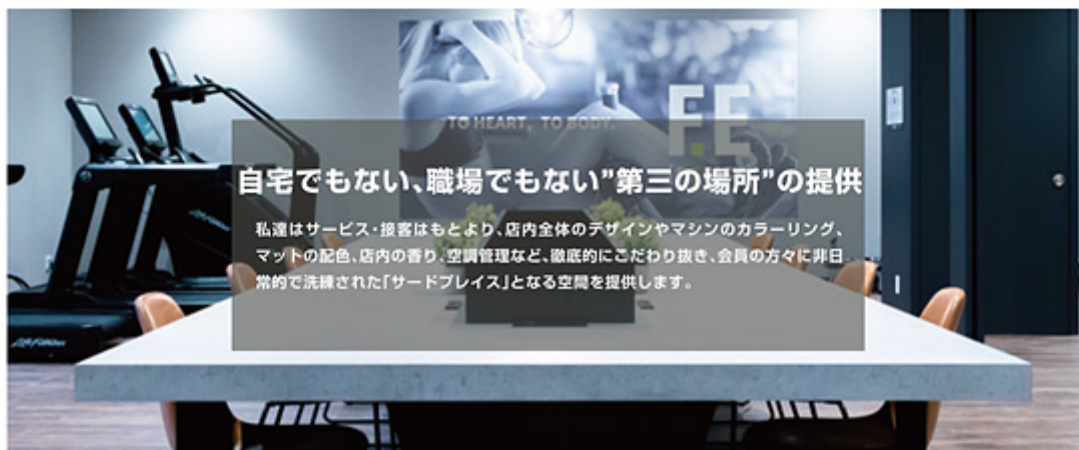 TO HEART, TO BODY.
F.E.
自宅でもない、職場でもない”第三の場所”の提供
私達はサービス・接客はもとより、店内全体のデザインやマシンのカラーリング、
マットの配色、店内の香り、空調管理など、徹底的にこだわり抜き、会員の方々に非日
常的で洗練された「サードプレイス」となる空間を提供します。
Life Fitness